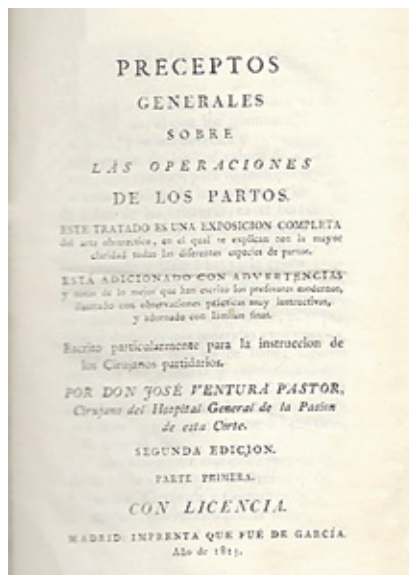 PRECEPTOS
GENERALES
SOBRE
LAS OPERACIONES
DE LOS PARTOS.
ESTE TRATADO ES UNA EXPOSICION COMPLETA
del arte obstetricio, en el qual se explican con la mayor
claridad todas las diferentes especies de partos.
ESTÁ ADICIONADO CON ADVERTENCIAS
y notas de lo mejor que han escrito los profesores modernos,
ilustrado con observaciones prácticas muy instructivas,
y adornado con láminas finas.
Escrito particularmente para la instruccion de
los Cirujanos partidarios.
POR DON JOSÉ VENTURA PASTOR,
Cirujano del Hospital General de la Pasion
de esta Corte.
SEGUNDA EDICION.
PARTE PRIMERA.
CON LICENCIA.
MADRID: IMPRENTA QUE FUÉ DE GARCÍA.
Año de